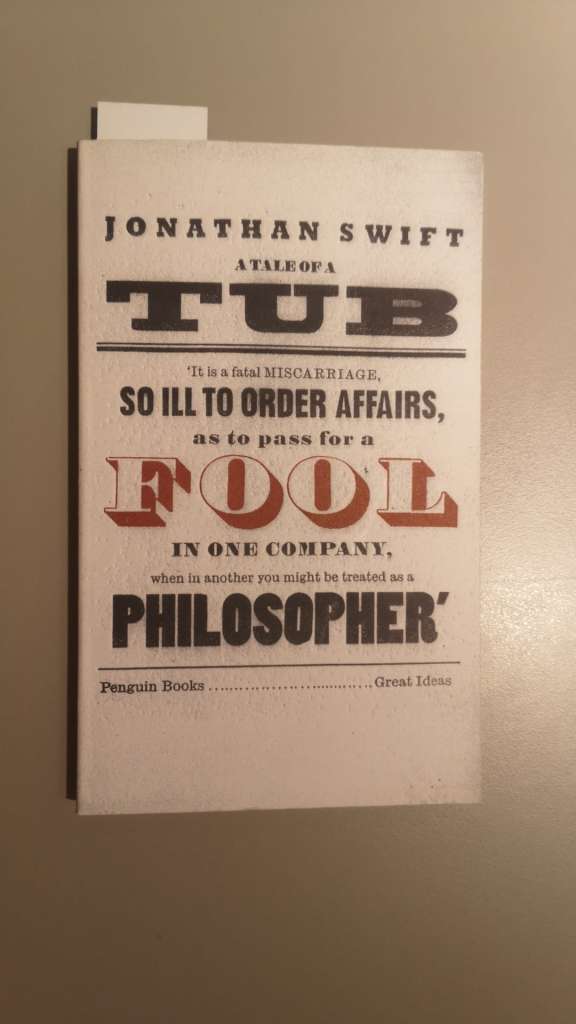 JONATHAN SWIFT
A TALE OF A
TUB
'It is a fatal MISCARRIAGE,
SO ILL TO ORDER AFFAIRS,
as to pass for a
FOOL
IN ONE COMPANY,
when in another you might be treated as a
PHILOSOPHER'
Penguin Books ........................ Great Ideas